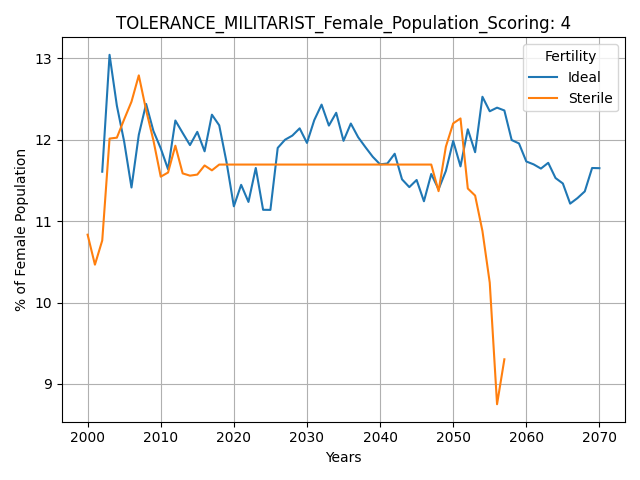 TOLERANCE_MILITARIST_Female_Population_Scoring: 4
Fertility
Ideal
Sterile
% of Female Population
13
12
11
10
9
2000 2010 2020 2030 2040 2050 2060 2070
Years